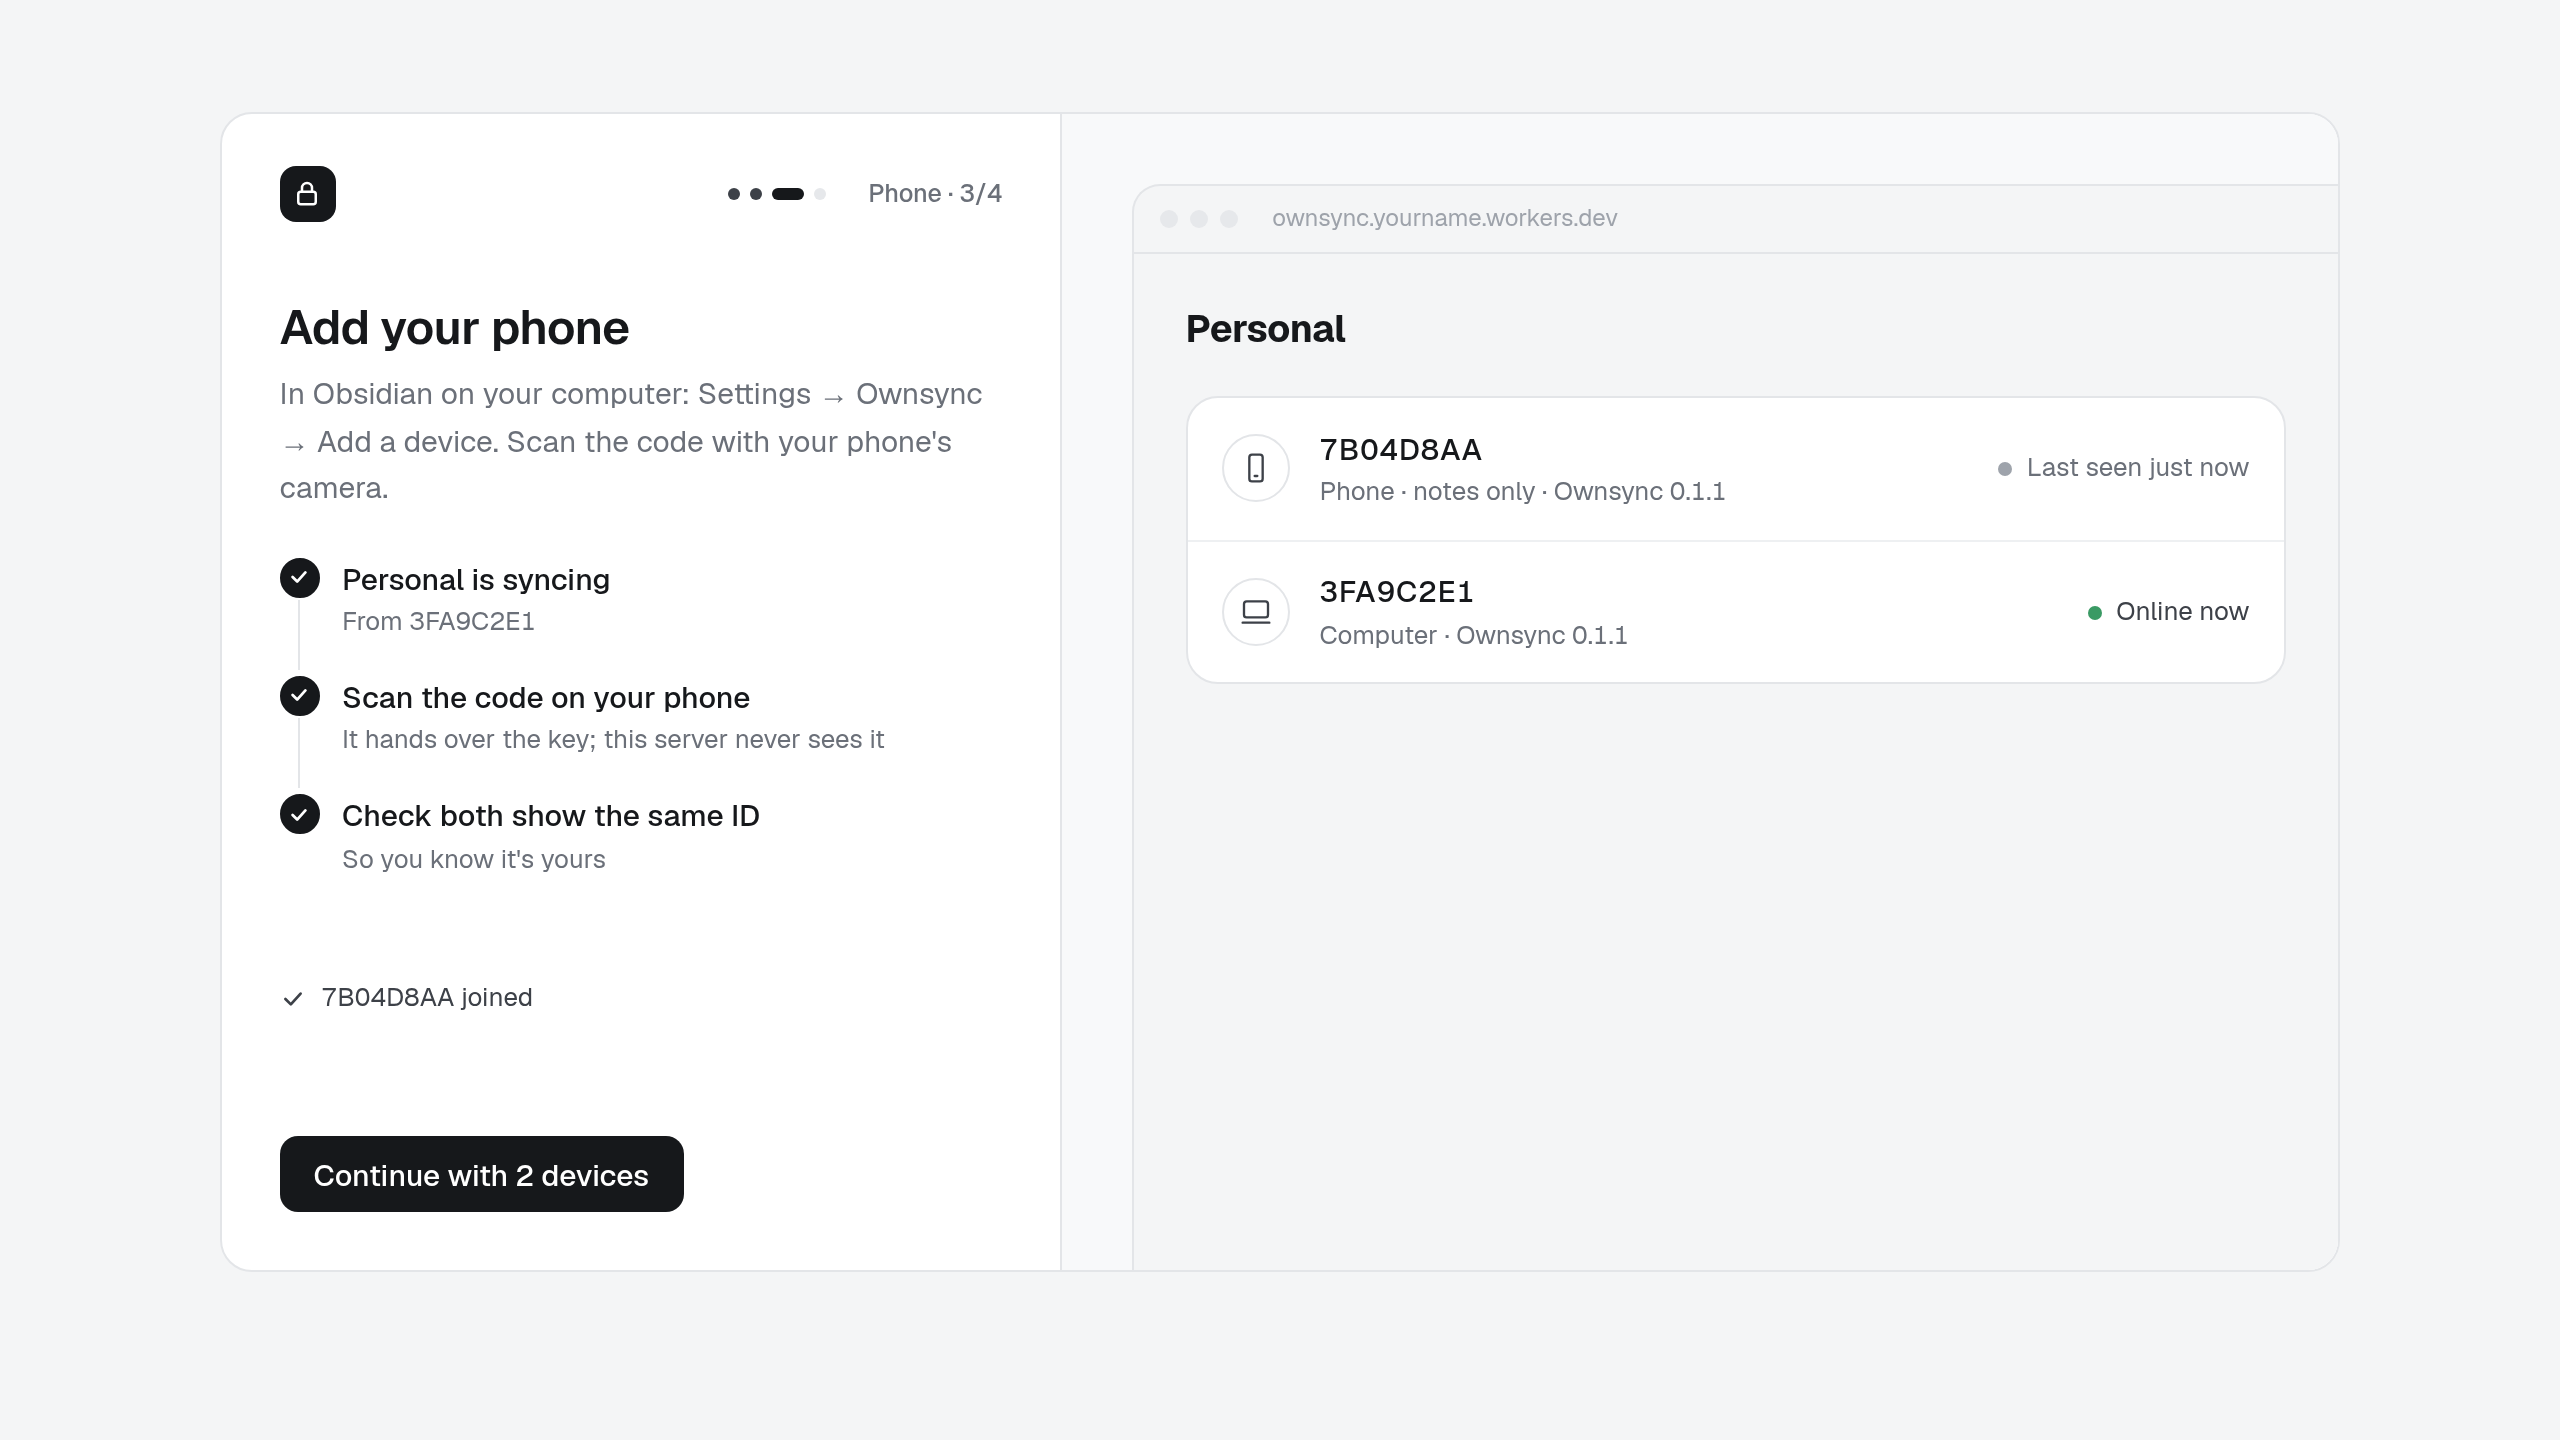 Phone · 3/4
Add your phone
In Obsidian on your computer: Settings → Ownsync
→ Add a device. Scan the code with your phone's
camera.
Personal is syncing
From 3FA9C2E1
Scan the code on your phone
It hands over the key; this server never sees it
Check both show the same ID
So you know it's yours
7B04D8AA joined
Continue with 2 devices
ownsync.yourname.workers.dev
Personal
7B04D8AA
Phone · notes only · Ownsync 0.1.1
Last seen just now
3FA9C2E1
Computer · Ownsync 0.1.1
Online now